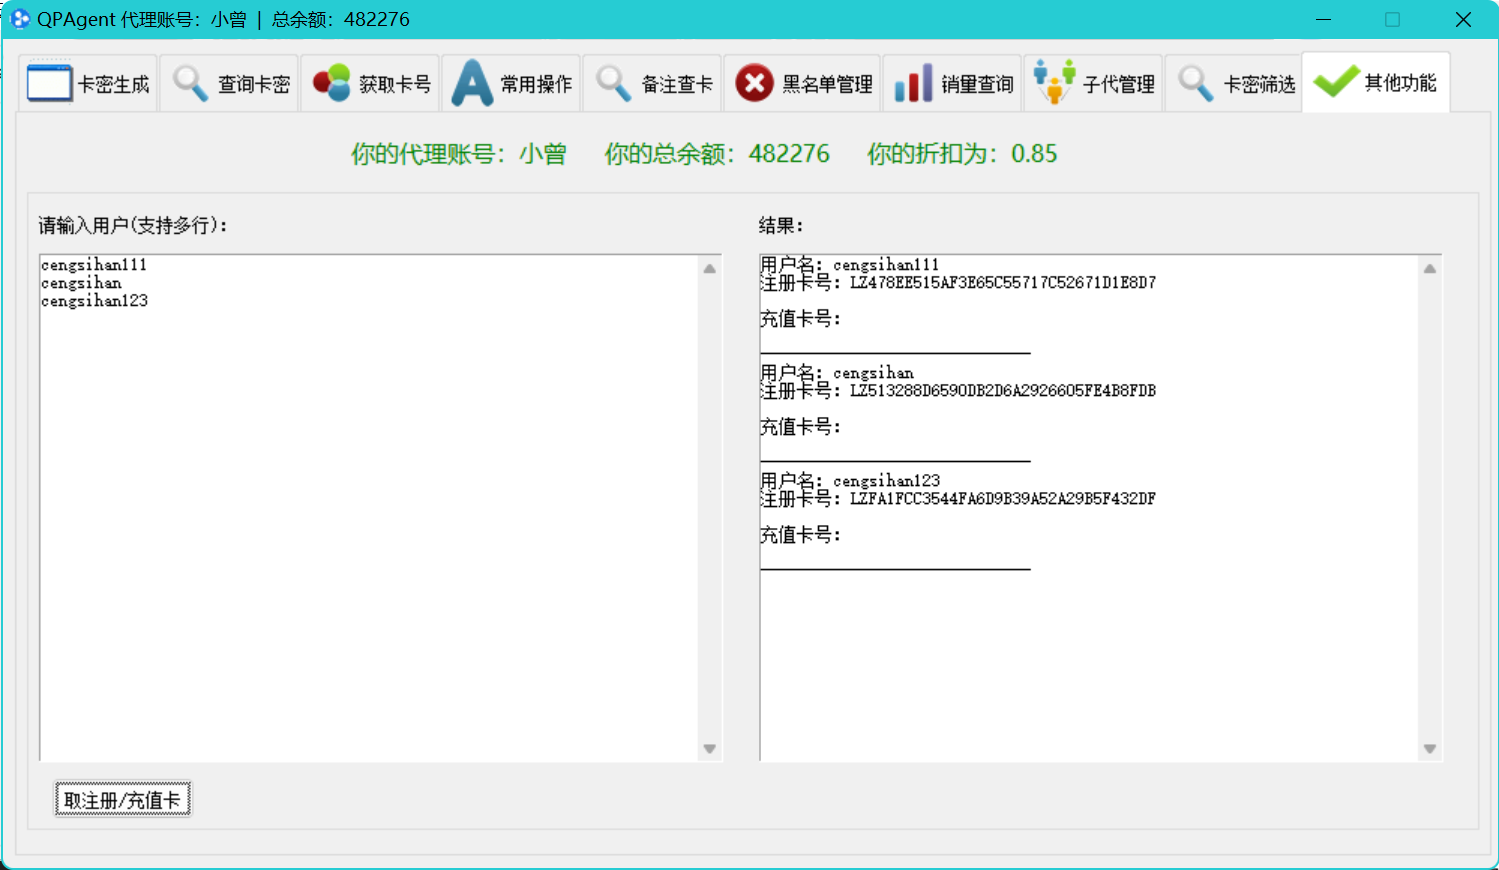 QPAgent 代理账号：小曾 | 总余额：482276
卡密生成 查询卡密 获取卡号 常用操作 备注查卡 黑名单管理 销量查询 子代管理 卡密筛选 其他功能
你的代理账号：小曾 你的总余额：482276 你的折扣为：0.85
请输入用户(支持多行)：
cengsihan111
cengsihan
cengsihan123
取注册/充值卡
结果：
用户名：cengsihan111
注册卡号：LZ478EE515AF3E65C55717C52671D1E8D7
充值卡号：
用户名：cengsihan
注册卡号：LZ513288D6590DB2D6A2926605FE4B8FDB
充值卡号：
用户名：cengsihan123
注册卡号：LZFA1FCC3544FA6D9B39A52A29B5F432DF
充值卡号：